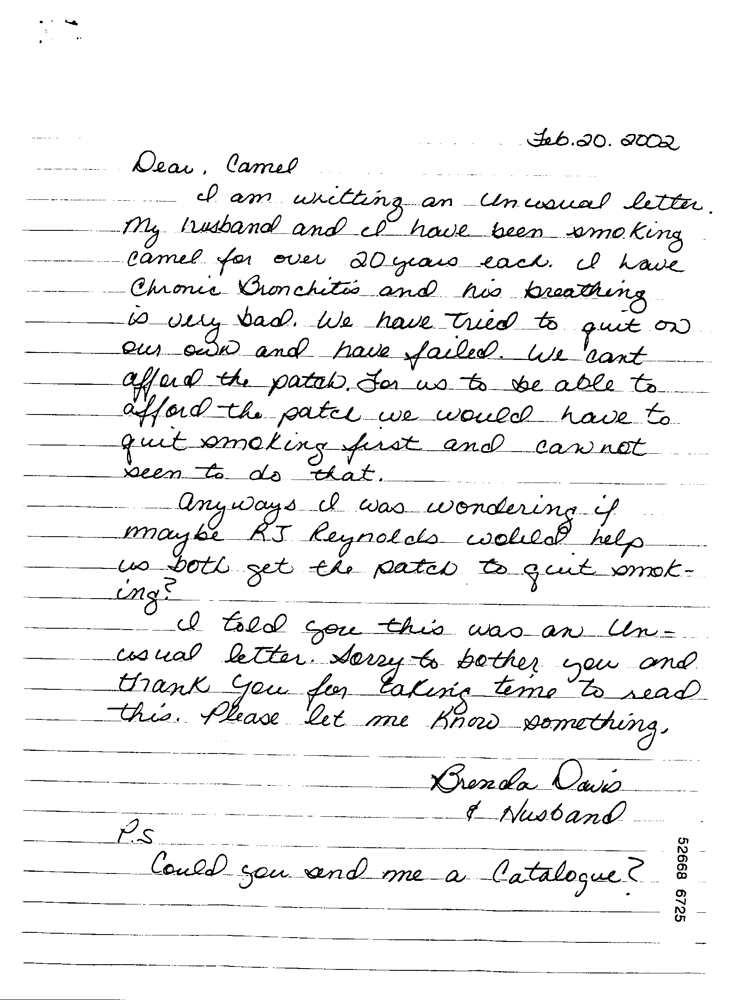 Feb. 20. 2002
Dear, Camel
I am writting an Unusual letter.
My husband and I have been smoking
Camel for over 20 years each. I have
Chronic Bronchitis and his breathing
is very bad. We have tried to quit on
our own and have failed. We cant
afford the patch. For us to be able to
afford the patch we would have to
quit smoking first and can not
seen to do that.
Anyways I was wondering if
maybe RJ Reynolds would help
us both get the patch to quit smok-
ing?
I told you this was an Un-
usual letter. Sorry to bother you and
thank you for taking time to read
this. Please let me know something.
Brenda Davis
& Husband
P.S
Could you send me a Catalogue?
52668 6725